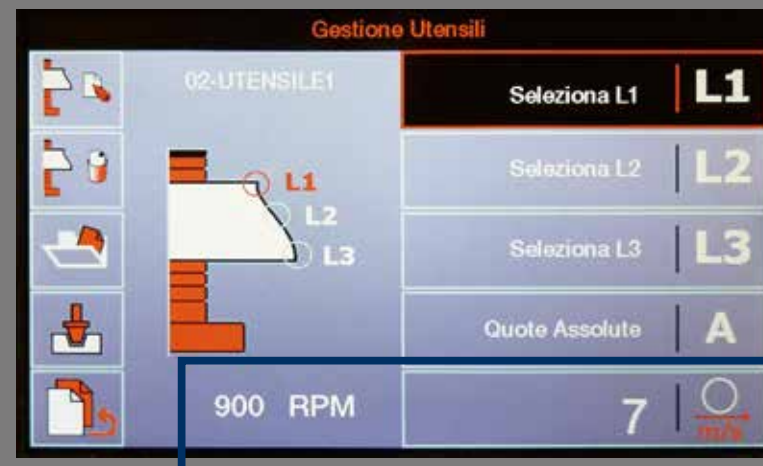 Gestione Utensili
02-UTENSILE1
Seleziona L1 L1
L1
Seleziona L2 L2
L2
L3
Seleziona L3 L3
Quote Assolute A
900 RPM
7 m/s